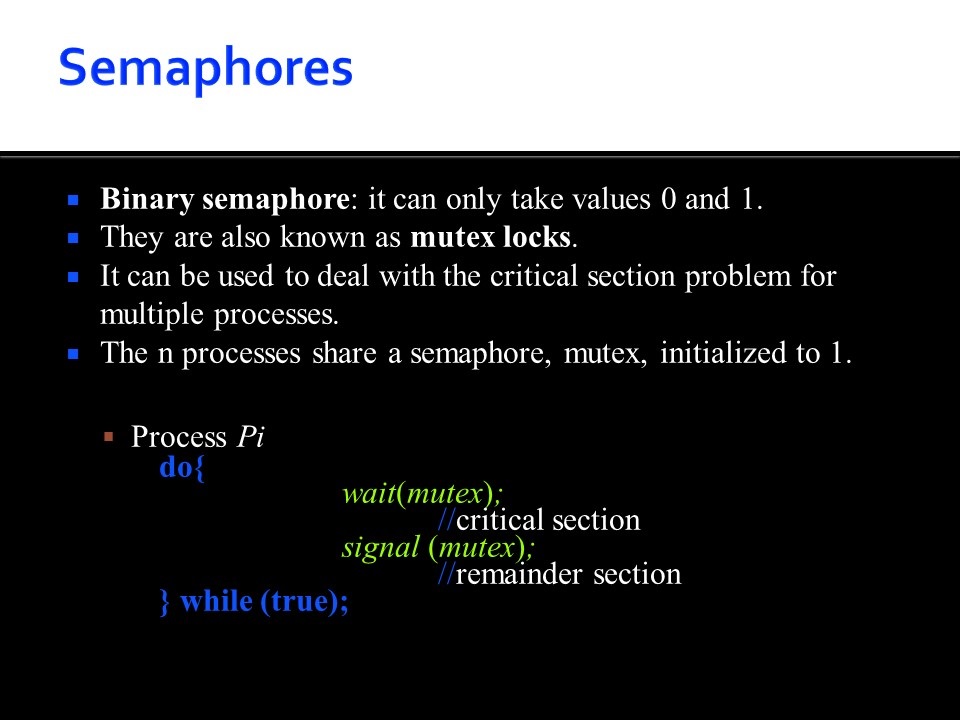 Semaphores
Binary semaphore: it can only take values 0 and 1.
They are also known as mutex locks.
It can be used to deal with the critical section problem for
multiple processes.
The n processes share a semaphore, mutex, initialized to 1.
Process Pi
do{
wait(mutex);
//critical section
signal (mutex);
//remainder section
} while (true);